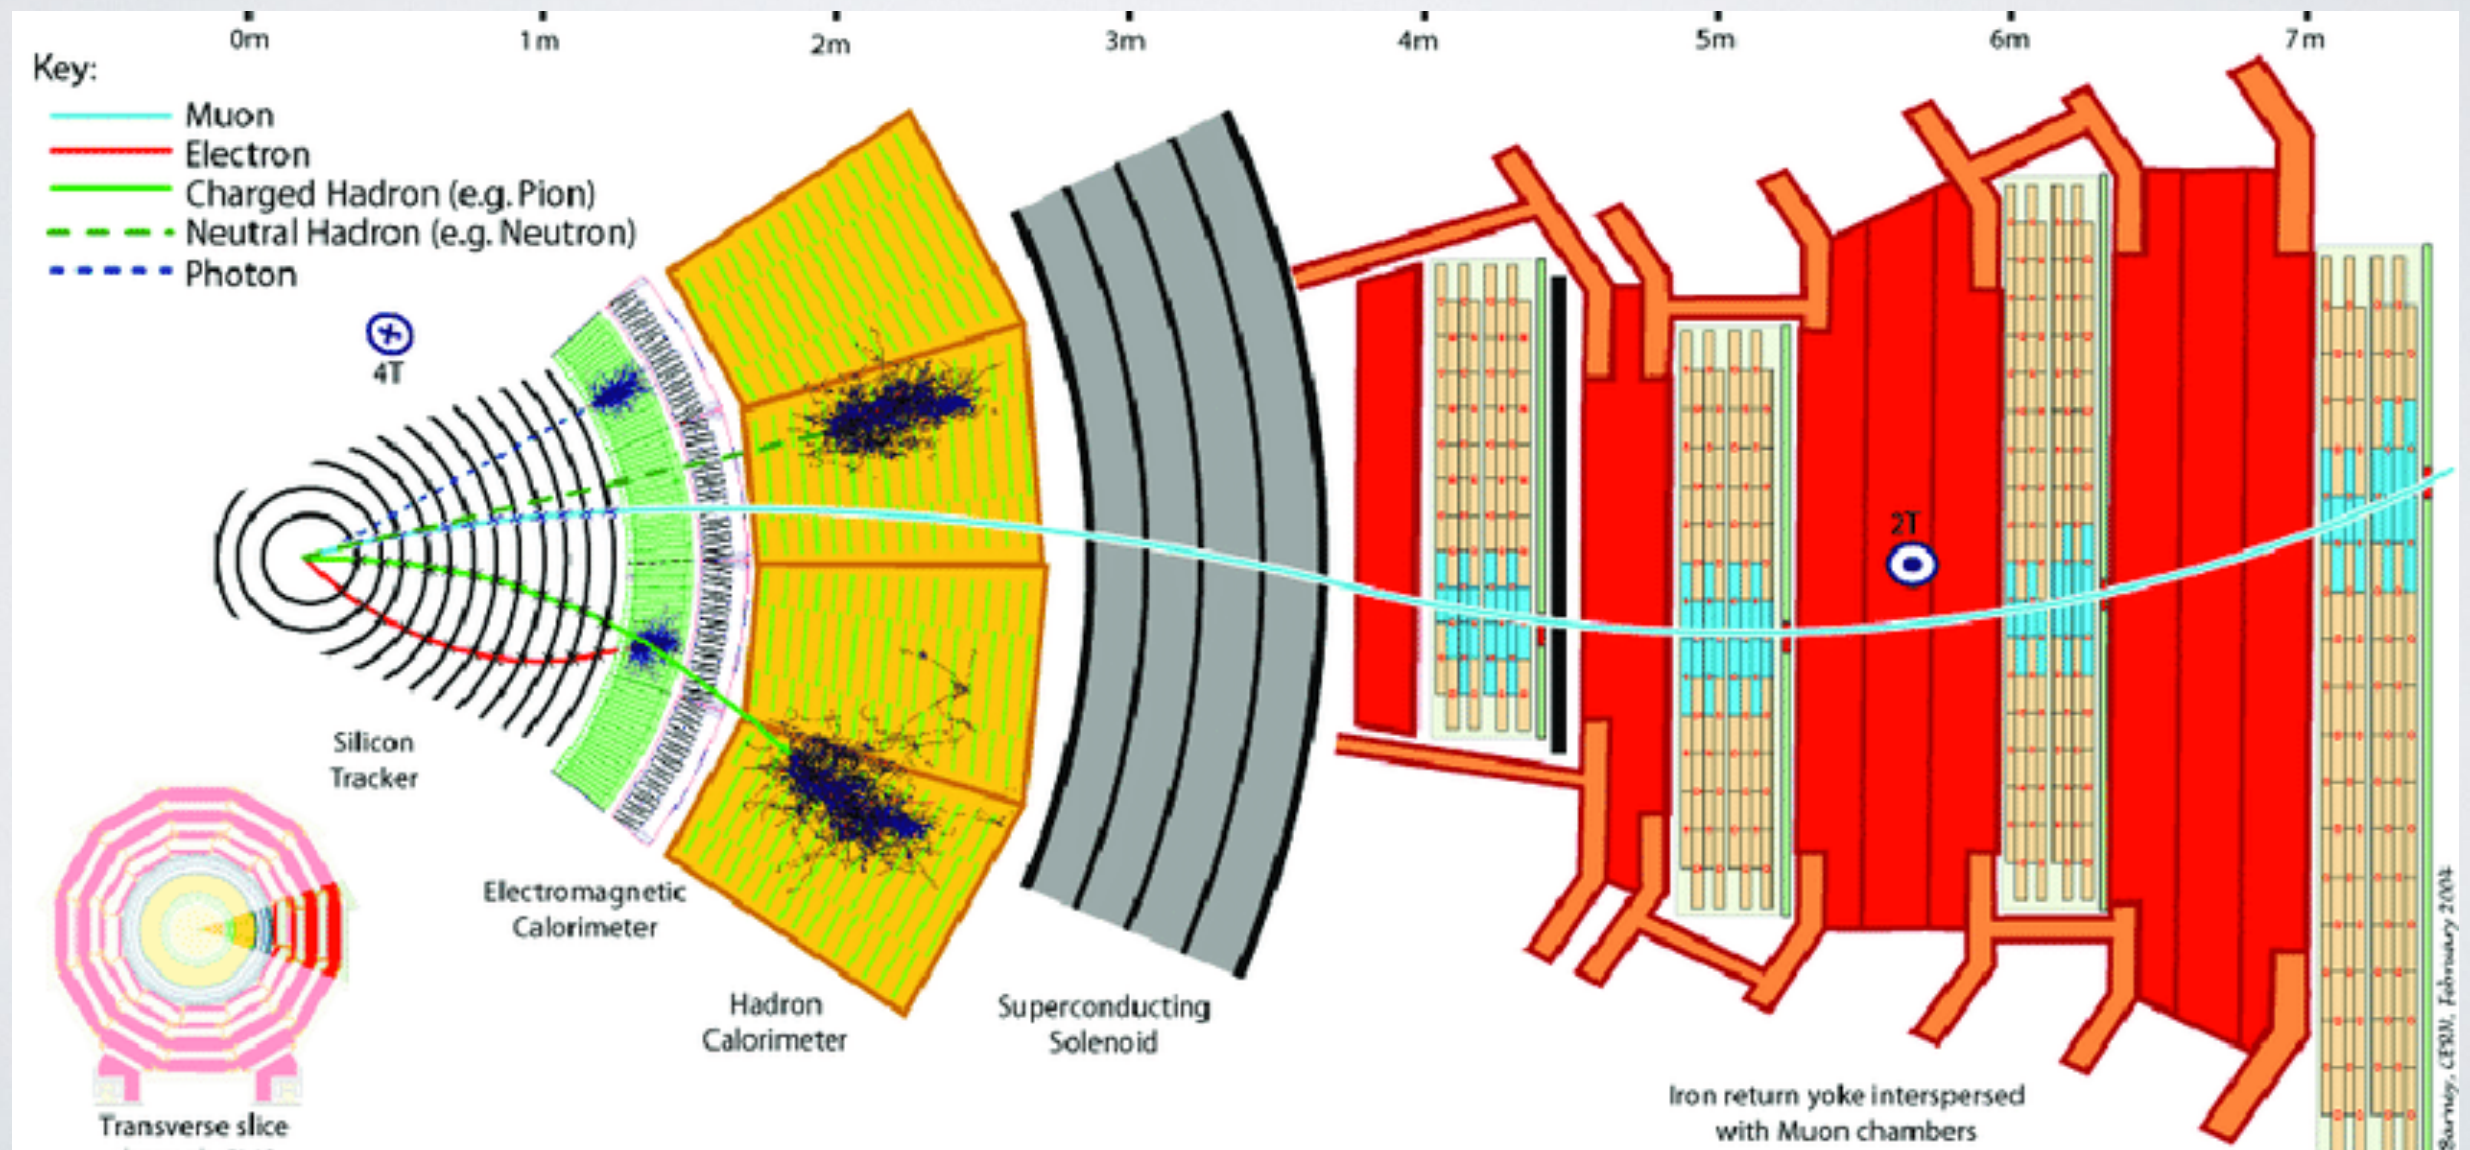 0m 1m 2m 3m 4m 5m 6m 7m
Key:
Muon
Electron
Charged Hadron (e.g. Pion)
Neutral Hadron (e.g. Neutron)
Photon
4T
2T
Silicon
Tracker
Electromagnetic
Calorimeter
Hadron
Calorimeter
Superconducting
Solenoid
Iron return yoke interspersed
with Muon chambers
Transverse slice
Barney, CERN, February 2004